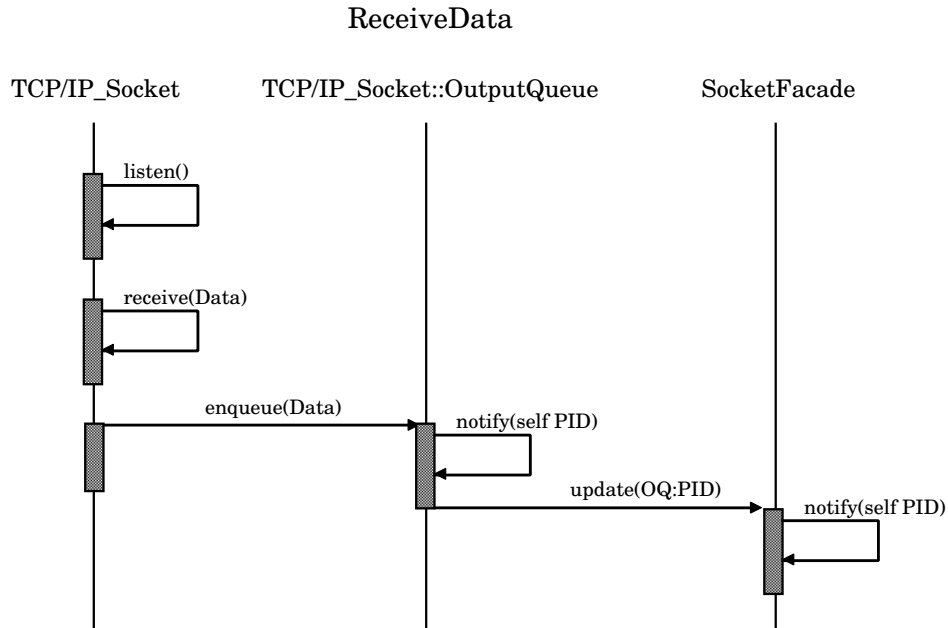 ReceiveData
TCP/IP_Socket
TCP/IP_Socket::OutputQueue
SocketFacade
listen()
receive(Data)
enqueue(Data)
notify(self PID)
update(OQ:PID)
notify(self PID)